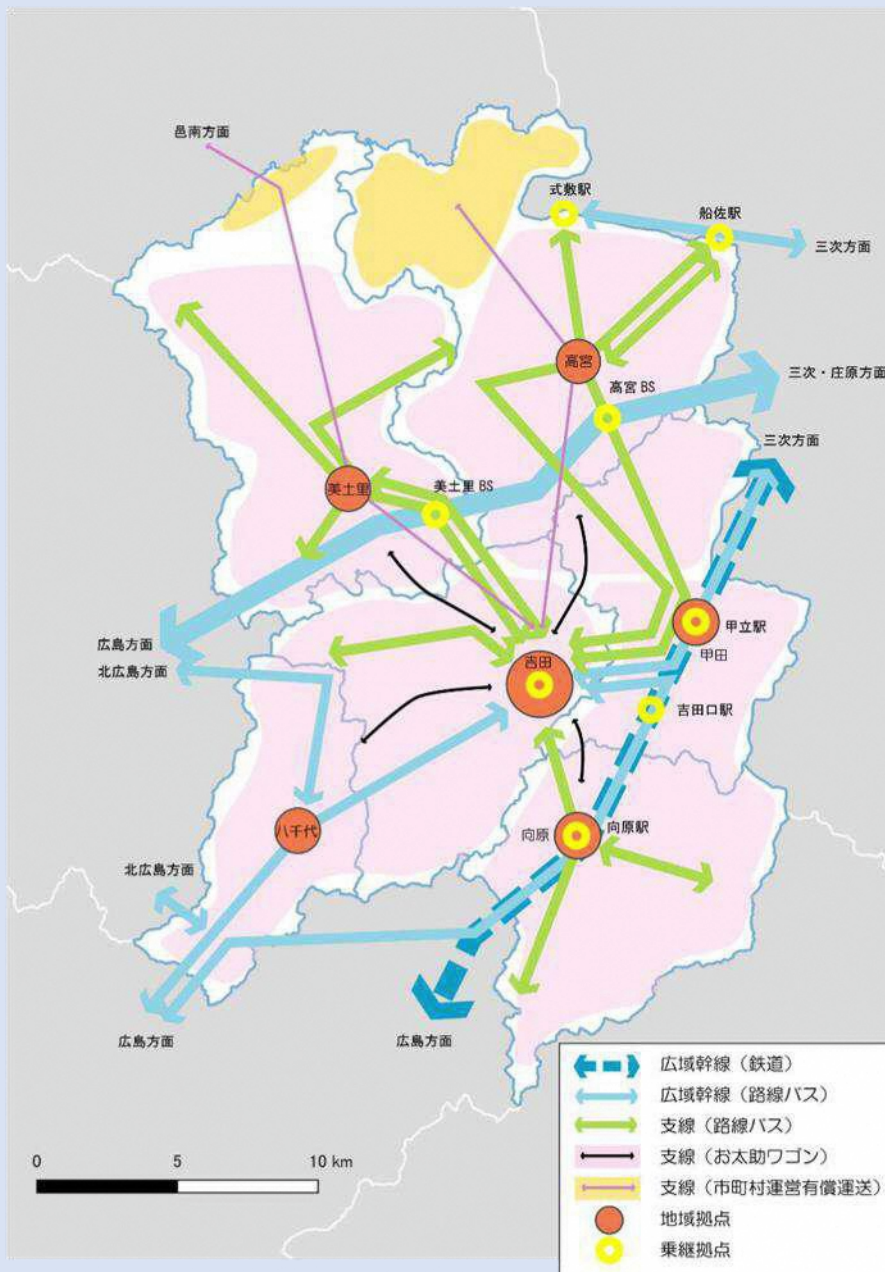 邑南方面
式敷駅
船佐駅
三次方面
高宮
高宮 BS
三次・庄原方面
三次方面
美土里
美土里 BS
広島方面
北広島方面
吉田
甲立駅
甲田
吉田口駅
八千代
向原
向原駅
北広島方面
広島方面
広島方面
0 5 10 km
広域幹線（鉄道）
広域幹線（路線バス）
支線（路線バス）
支線（お太助ワゴン）
支線（市町村運営有償運送）
地域拠点
乗継拠点